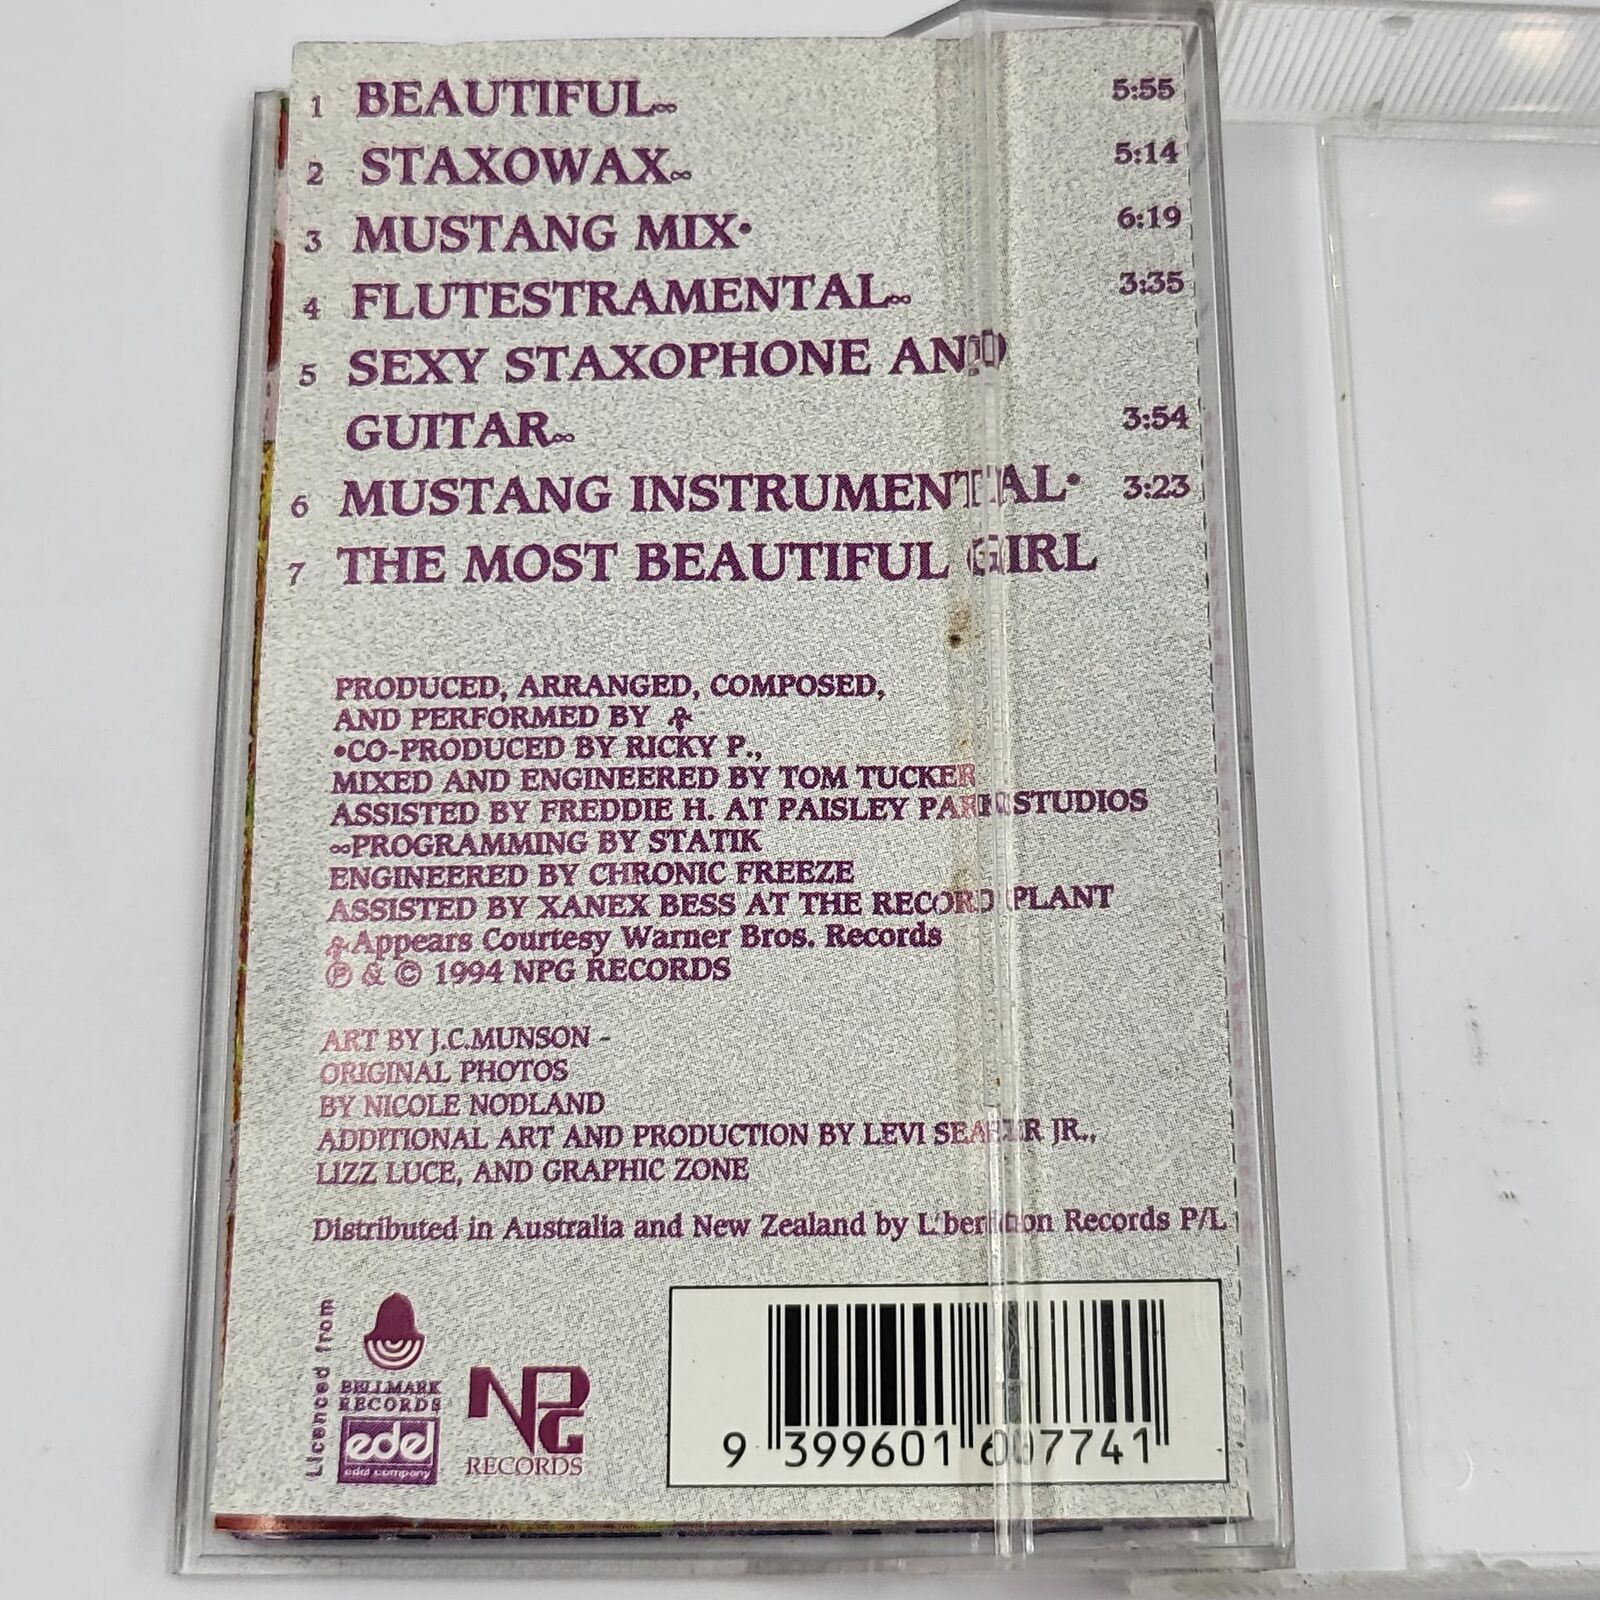 1 BEAUTIFUL∞ 5:55
2 STAXOWAX∞ 5:14
3 MUSTANG MIX• 6:19
4 FLUTESTRAMENTAL∞ 3:35
5 SEXY STAXOPHONE AND
GUITAR∞ 3:54
6 MUSTANG INSTRUMENTAL• 3:23
7 THE MOST BEAUTIFUL GIRL
PRODUCED, ARRANGED, COMPOSED,
AND PERFORMED BY
•CO-PRODUCED BY RICKY P.,
MIXED AND ENGINEERED BY TOM TUCKER
ASSISTED BY FREDDIE H. AT PAISLEY PARK STUDIOS
∞PROGRAMMING BY STATIK
ENGINEERED BY CHRONIC FREEZE
ASSISTED BY XANEX BESS AT THE RECORD PLANT
Appears Courtesy Warner Bros. Records
℗ & © 1994 NPG RECORDS
ART BY J.C.MUNSON -
ORIGINAL PHOTOS
BY NICOLE NODLAND
ADDITIONAL ART AND PRODUCTION BY LEVI SEACER JR.,
LIZZ LUCE, AND GRAPHIC ZONE
Distributed in Australia and New Zealand by Liberation Records P/L
Licenced from
BELLMARK
RECORDS
edel
edel company
NPG
RECORDS
9 399601 607741